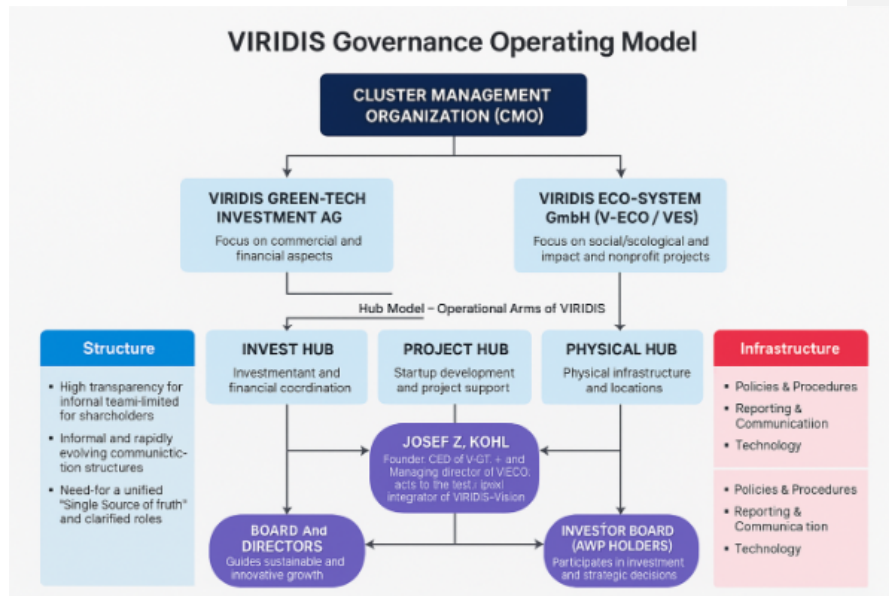 VIRIDIS Governance Operating Model
CLUSTER MANAGEMENT
ORGANIZATION (CMO)
VIRIDIS GREEN-TECH
INVESTMENT AG
Focus on commercial and
financial aspects
VIRIDIS ECO-SYSTEM
GmbH (V-ECO / VES)
Focus on social/scological and
impact and nonprofit projects
Hub Model – Operational Arms of VIRIDIS
Structure
• High transparency for
infornal teami-limited
for sharcholders
• Informal and rapidly
evolving communictic-
tion structures
• Need-for a unified
"Single Source of fruth"
and clarified roles
INVEST HUB
Investmentant and
financial coordination
PROJECT HUB
Startup development
and project support
PHYSICAL HUB
Physical infrastructure
and locations
Infrastructure
• Policies & Procedures
• Reporting &
Communicatiion
• Technology
• Policies & Procedures
• Reporting &
Communica tion
• Technology
JOSEF Z, KOHL
Founder, CED of V-GT. + and
Managing director of VIECO,
acts to the test
integrator of VIRIDIS-Vision
BOARD And
DIRECTORS
Guides sustainable and
innovative growth
INVESTOR BOARD
(AWP HOLDERS)
Participates in investment
and strategic decisions